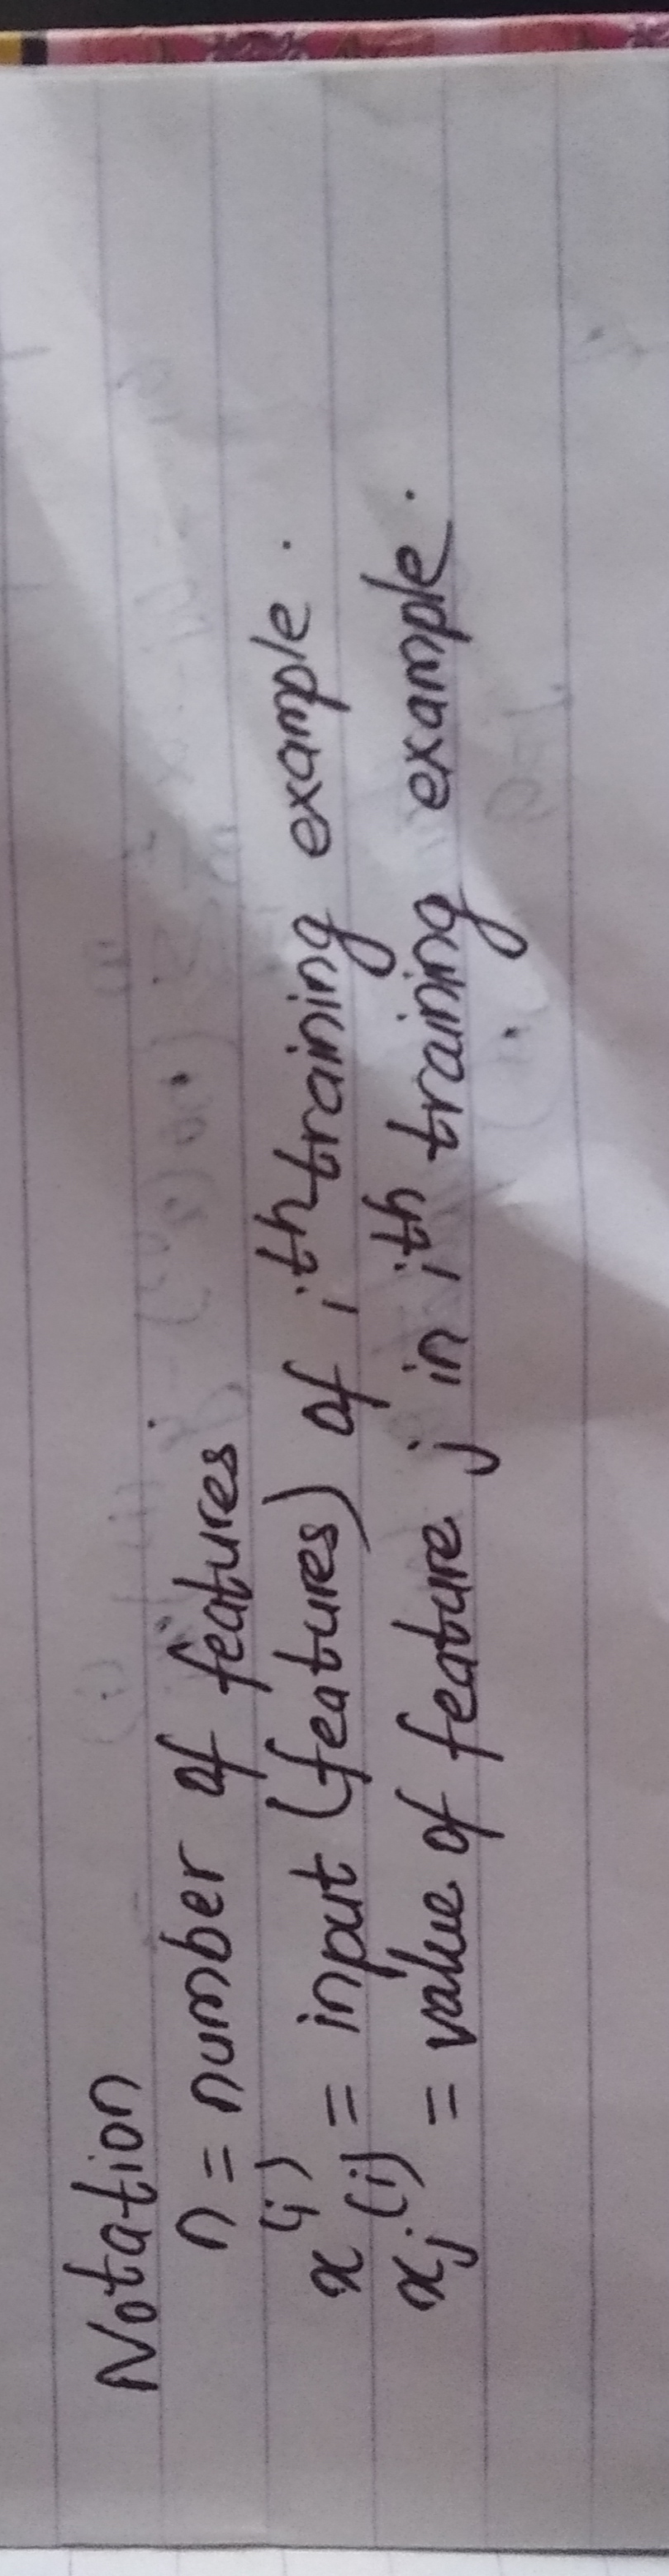 Notation
n = number of features
x^(i) = input (features) of i^th training example.
x_j^(i) = value of feature j in i^th training example.